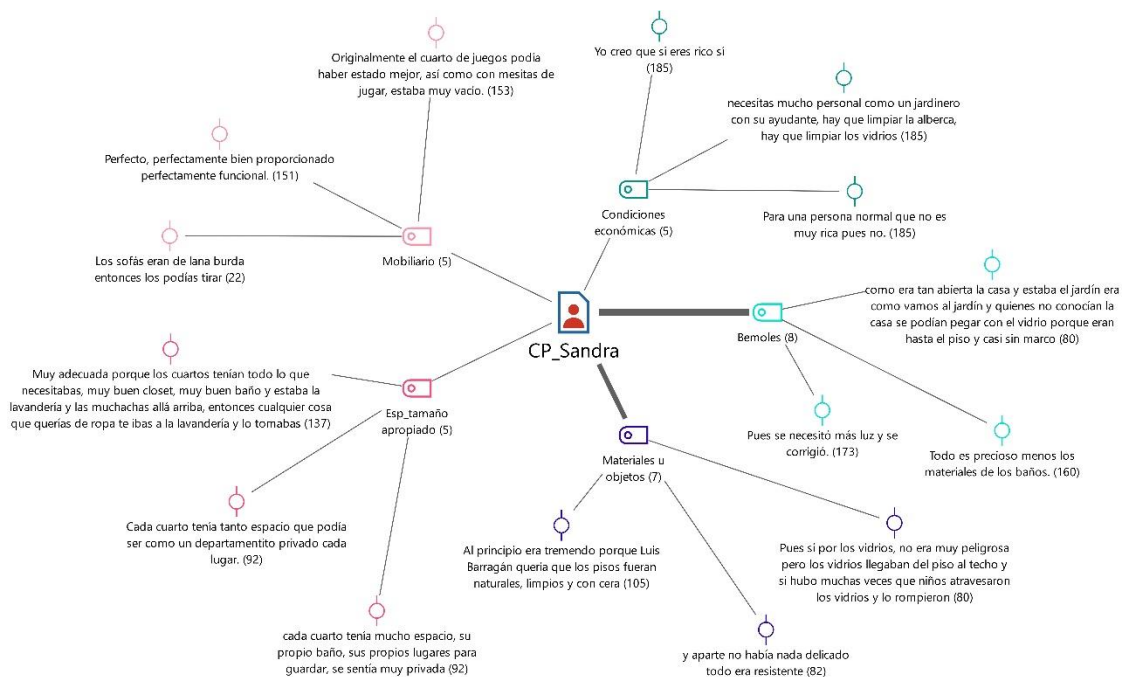 Originalmente el cuarto de juegos podia
haber estado mejor, así como con mesitas de
jugar, estaba muy vacio. (153)
Perfecto, perfectamente bien proporcionado
perfectamente funcional. (151)
Los sofás eran de lana burda
entonces los podías tirar (22)
Mobiliario (5)
Yo creo que si eres rico sí
(185)
necesitas mucho personal como un jardinero
con su ayudante, hay que limpiar la alberca,
hay que limpiar los vidrios (185)
Para una persona normal que no es
muy rica pues no. (185)
Condiciones
económicas (5)
CP_Sandra
como era tan abierta la casa y estaba el jardín era
como vamos al jardín y quienes no conocían la
casa se podían pegar con el vidrio porque eran
hasta el piso y casi sin marco (80)
Bemoles (8)
Pues se necesitó más luz y se
corrigió. (173)
Todo es precioso menos los
materiales de los baños. (160)
Muy adecuada porque los cuartos tenían todo lo que
necesitabas, muy buen closet, muy buen baño y estaba la
lavandería y las muchachas allá arriba, entonces cualquier cosa
que querías de ropa te ibas a la lavandería y lo tomabas (137)
Esp_tamaño
apropiado (5)
Cada cuarto tenia tanto espacio que podía
ser como un departamentito privado cada
lugar. (92)
cada cuarto tenia mucho espacio, su
propio baño, sus propios lugares para
guardar, se sentía muy privada (92)
Materiales u
objetos (7)
Al principio era tremendo porque Luis
Barragán queria que los pisos fueran
naturales, limpios y con cera (105)
Pues sí por los vidrios, no era muy peligrosa
pero los vidrios llegaban del piso al techo y
si hubo muchas veces que niños atravesaron
los vidrios y lo rompieron (80)
y aparte no había nada delicado
todo era resistente (82)